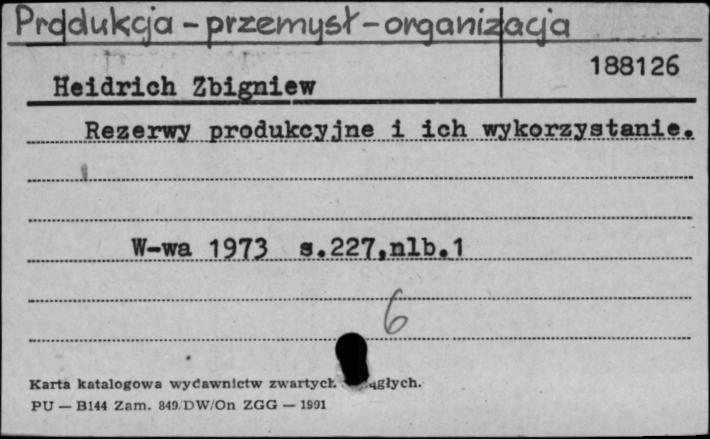 Produkcja - przemysł - organizacja
188126
Heidrich Zbigniew
Rezerwy produkcyjne i ich wykorzystanie.
W-wa 1973 s.227,nlb.1
6
Karta katalogowa wydawnictw zwartych
PU — B144 Zam. 849/DW/On ZGG — 1991